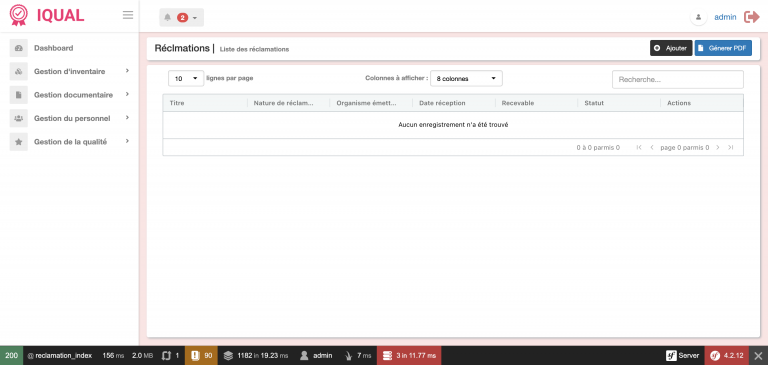 IQUAL
2
admin
Dashboard
Gestion d'inventaire
Gestion documentaire
Gestion du personnel
Gestion de la qualité
Réclmations | Liste des réclamations
Ajouter
Génerer PDF
10 lignes par page
Colonnes à afficher : 8 colonnes
Recherche...
Titre Nature de réclam... Organisme émett... Date réception Recevable Statut Actions
Aucun enregistrement n'a été trouvé
0 à 0 parmis 0 page 0 parmis 0
200 @ reclamation_index 156 ms 2.0 MB 1 90 1182 in 19.23 ms admin 7 ms 3 in 11.77 ms sf Server sf 4.2.12